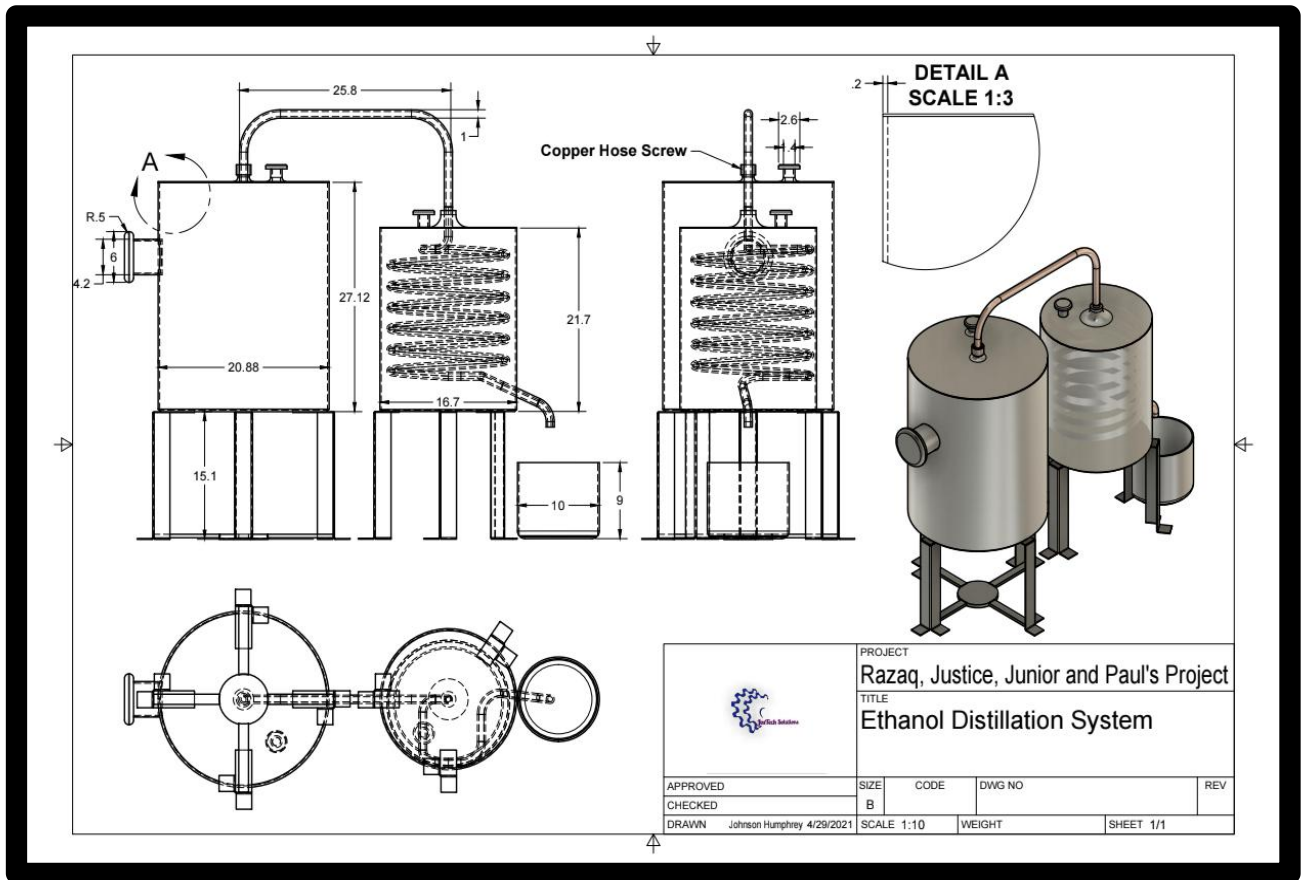 25.8
1
A
R.5
6
4.2
27.12
20.88
15.1
21.7
16.7
10
9
Copper Hose Screw
2.6
.4
.2
DETAIL A
SCALE 1:3
PROJECT
Razaq, Justice, Junior and Paul's Project
TITLE
Ethanol Distillation System
APPROVED
CHECKED
DRAWN Johnson Humphrey 4/29/2021
SIZE CODE DWG NO REV
B
SCALE 1:10 WEIGHT SHEET 1/1